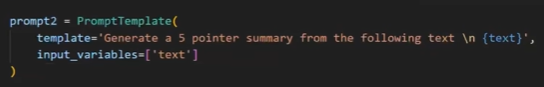 prompt2 = PromptTemplate(
    template='Generate a 5 pointer summary from the following text \n {text}',
    input_variables=['text']
)